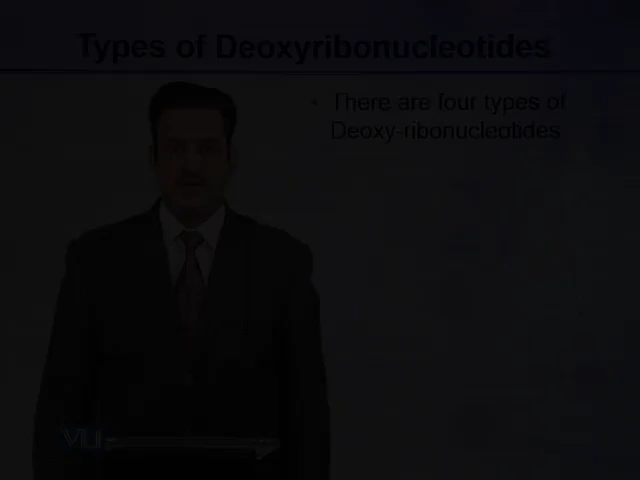 Types of Deoxyribonucleotides
• There are four types of
Deoxy-ribonucleotides